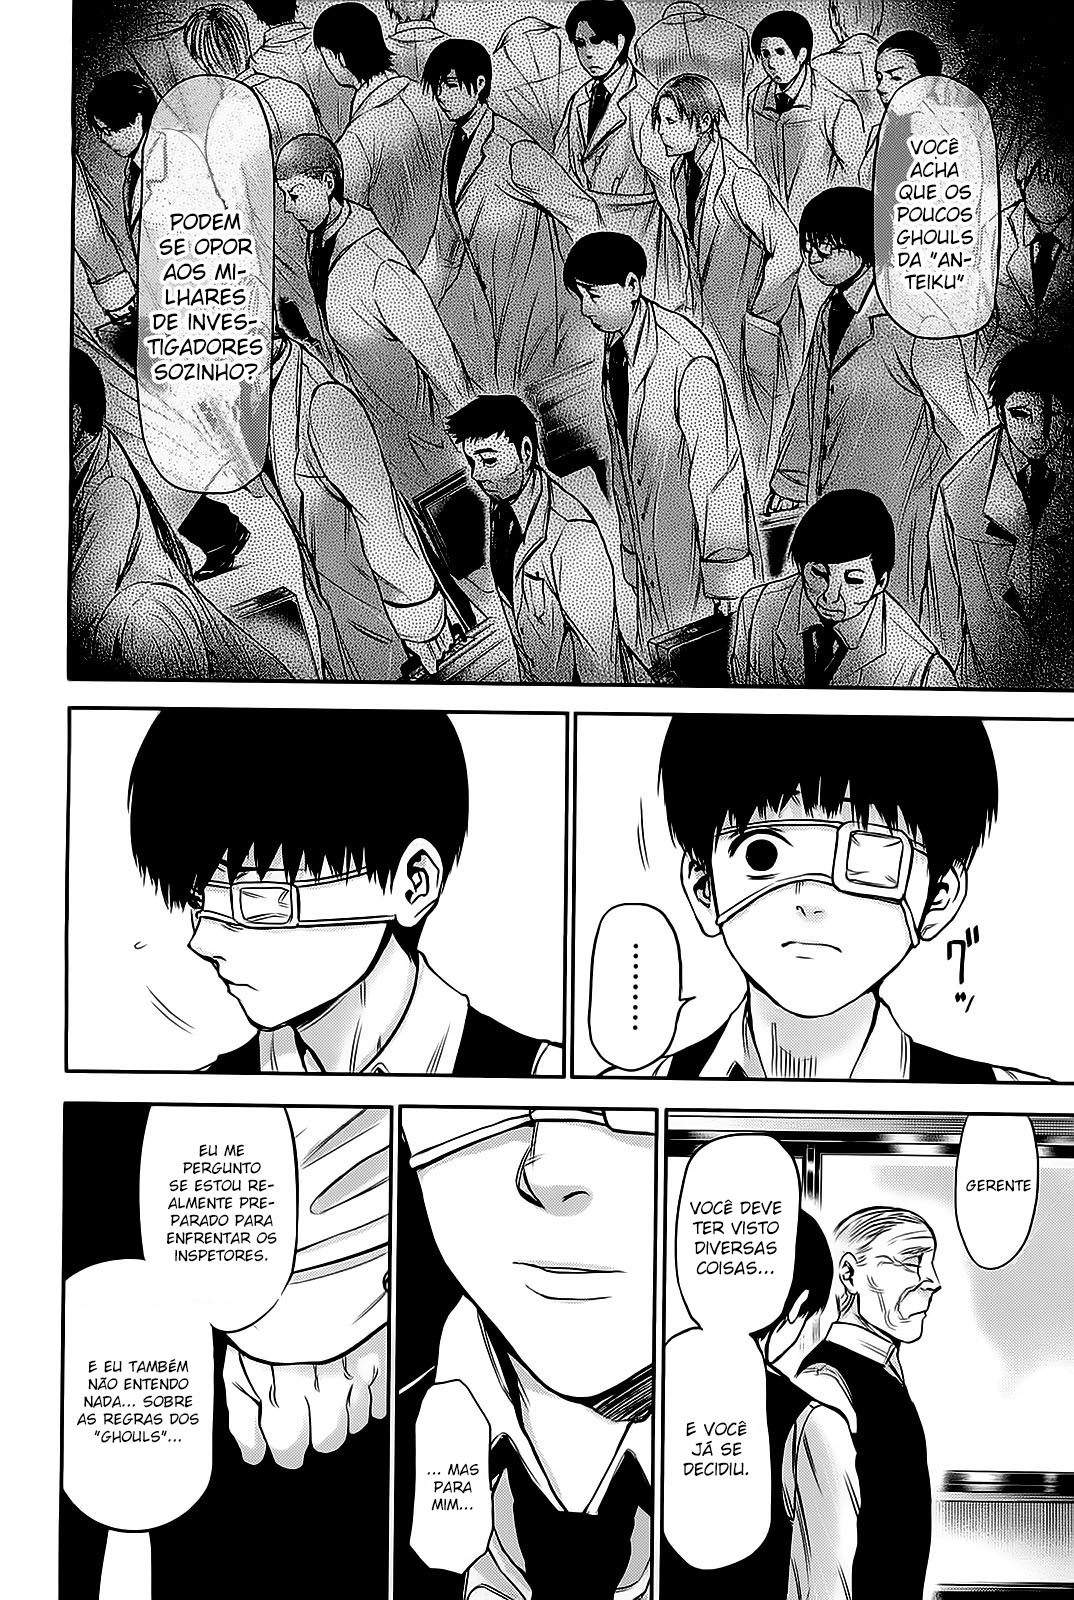 VOCÊ
ACHA
QUE OS
POUCOS
GHOULS
DA "AN-
TEIKU"
PODEM
SE OPOR
AOS MI-
LHARES
DE INVES-
TIGADORES
SOZINHO?
グッ
.........
GERENTE
VOCÊ DEVE
TER VISTO
DIVERSAS
COISAS...
E VOCÊ
JÁ SE
DECIDIU.
... MAS
PARA
MIM...
EU ME
PERGUNTO
SE ESTOU RE-
ALMENTE PRE-
PARADO PARA
ENFRENTAR OS
INSPETORES.
E EU TAMBÉM
NÃO ENTENDO
NADA... SOBRE
AS REGRAS DOS
"GHOULS"...